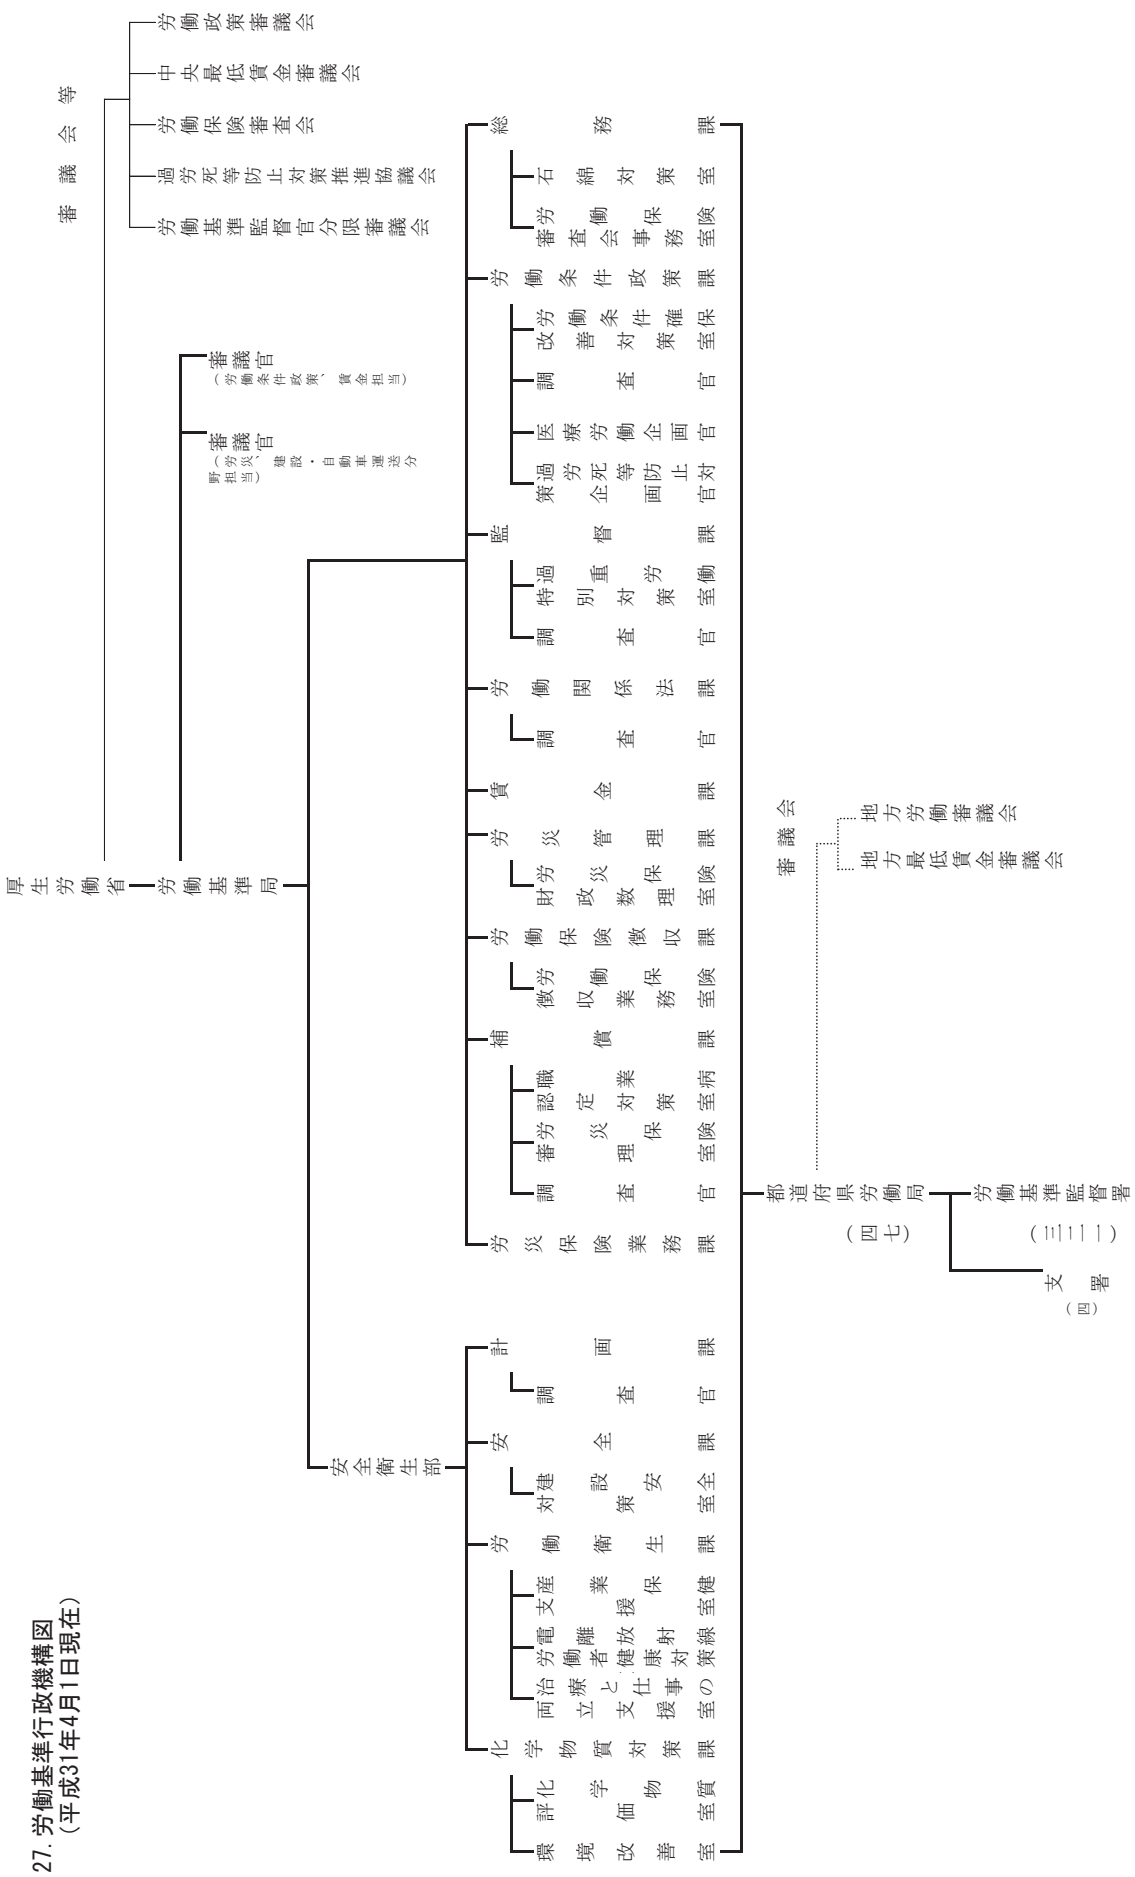 27. 労働基準行政機構図
（平成31年4月1日現在）
厚生労働省
労働基準局
審議会等
労働政策審議会
中央最低賃金審議会
労働保険審査会
過労死等防止対策推進協議会
労働基準監督官分限審議会
審議官
（労働条件政策、賃金担当）
審議官
（労災、建設・自動車運送分
野担当）
総務課
石綿対策室
労働保険
審査会事務室
労働条件政策課
労働条件確保
改善対策室
調査官
医療労働企画官
過労死等防止対
策企画官
監督課
過重労働
特別対策室
調査官
労働関係法課
調査官
賃金課
労災管理課
労災保険
財政数理室
労働保険徴収課
労働保険
徴収業務室
補償課
職業病
認定対策室
労災保険
審理室
調査官
労災保険業務課
安全衛生部
計画課
調査官
安全課
建設安全
対策室
労働衛生課
産業保健
支援室
電離放射線
労働者健康対策
室
治療と仕事の
両立支援室
化学物質対策課
化学物質
評価室
環境改善室
都道府県労働局
（四七）
審議会
地方労働審議会
地方最低賃金審議会
労働基準監督署
（三二一）
支署
（四）